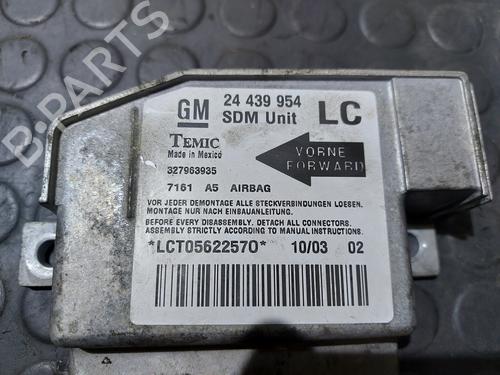 B-PARTS
GM 24 439 954 LC
SDM Unit
TEMIC
Made in Mexico
VORNE
FORWARD
327963935
7161 A5 AIRBAG
VOR JEDER DEMONTAGE ALLE STECKVERBINDUNGEN LOESEN.
MONTAGE NUR NACH EINBAUANLEITUNG.
BEFORE EVERY DISASSEMBLY, DETACH ALL CONNECTORS.
ASSEMBLY STRICTLY ACCORDING TO MANUAL INSTRUCTIONS.
*LCT05622570* 10/03 02